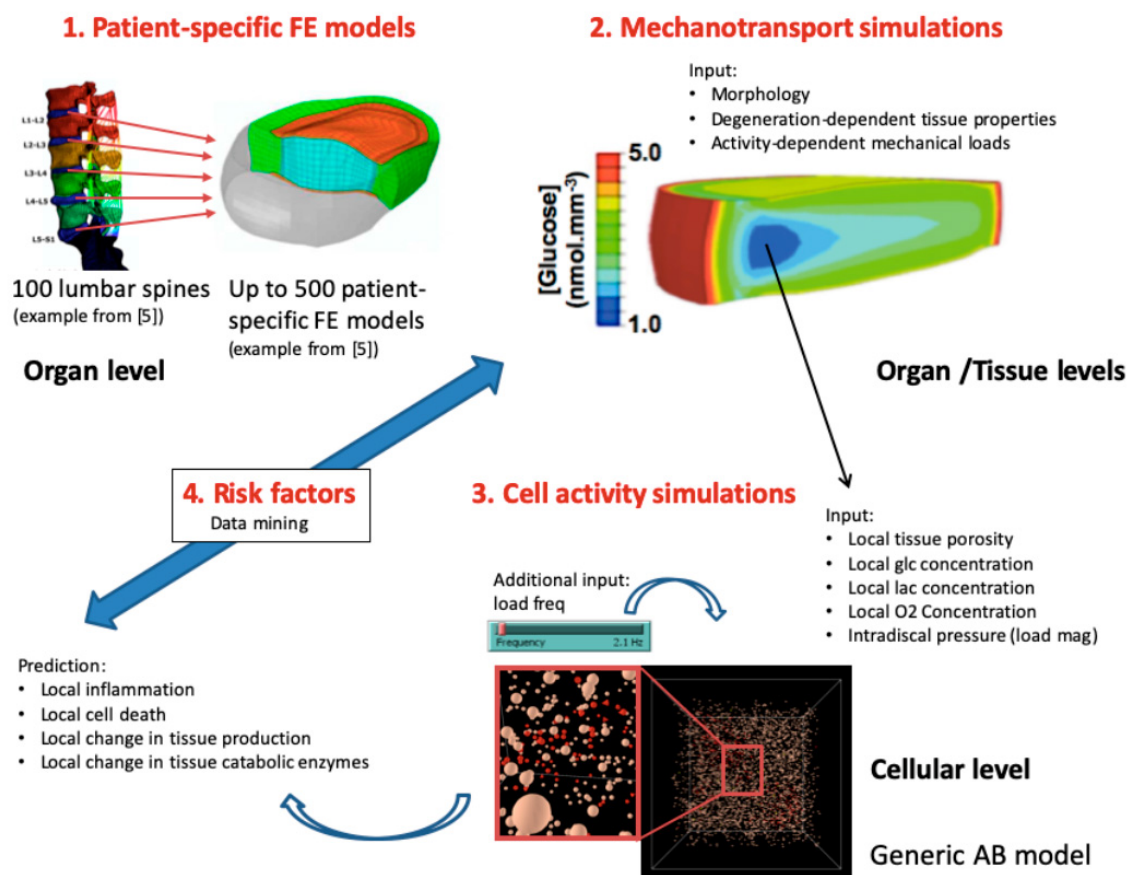 1. Patient-specific FE models
L1-L2
L2-L3
L3-L4
L4-L5
L5-S1
100 lumbar spines
(example from [5])
Up to 500 patient-
specific FE models
(example from [5])
Organ level
2. Mechanotransport simulations
Input:
• Morphology
• Degeneration-dependent tissue properties
• Activity-dependent mechanical loads
[Glucose]
(nmol.mm⁻³)
5.0
1.0
Organ /Tissue levels
4. Risk factors
Data mining
3. Cell activity simulations
Input:
• Local tissue porosity
• Local glc concentration
• Local lac concentration
• Local O2 Concentration
• Intradiscal pressure (load mag)
Additional input:
load freq
Frequency 2.1 Hz
Prediction:
• Local inflammation
• Local cell death
• Local change in tissue production
• Local change in tissue catabolic enzymes
Cellular level
Generic AB model